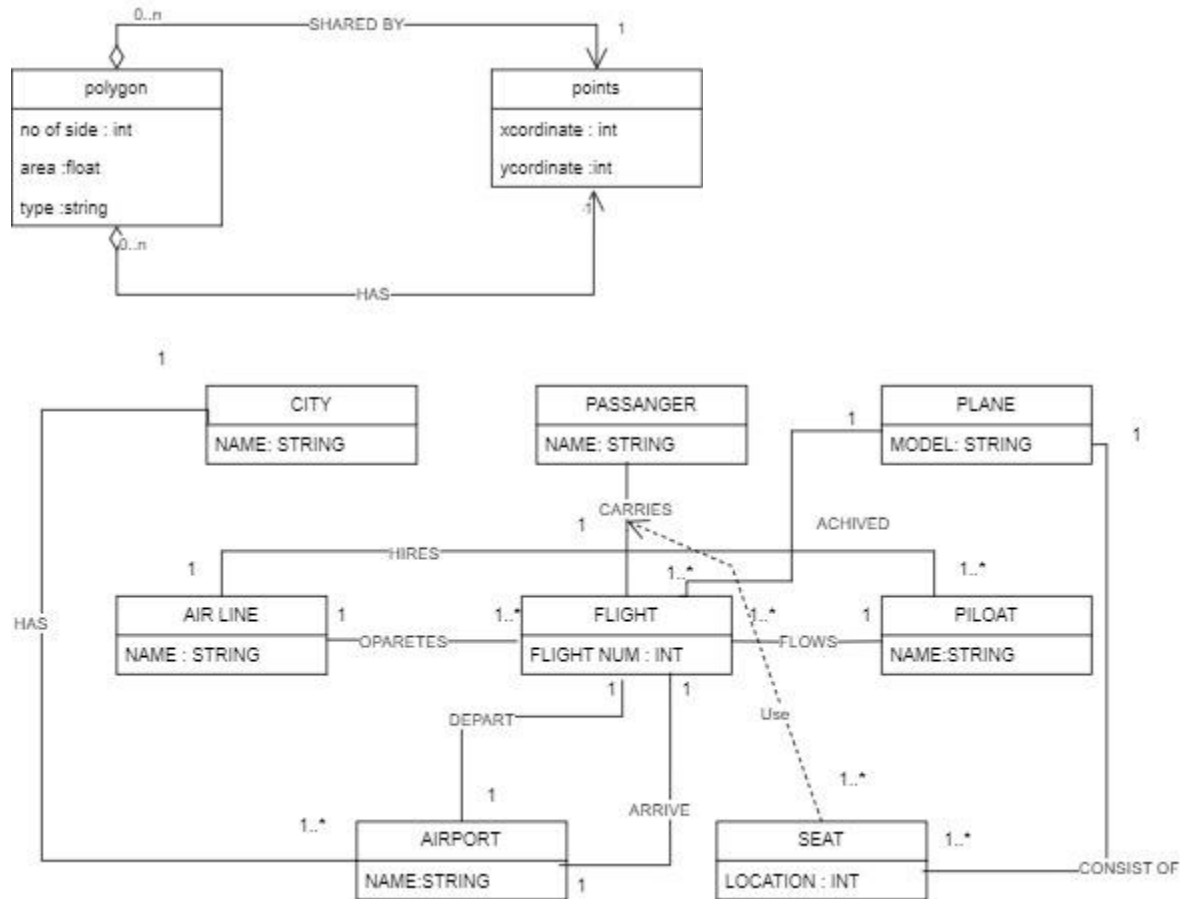 0..n
SHARED BY
1
polygon
no of side : int
area :float
type :string
points
xcoordinate : int
ycordinate :int
0..n
-1
HAS
1
CITY
NAME: STRING
PASSANGER
NAME: STRING
PLANE
MODEL: STRING
1
1
CARRIES
1
ACHIVED
HIRES
1
1..*
1..*
HAS
AIR LINE
NAME : STRING
1
OPARETES
1..*
FLIGHT
FLIGHT NUM : INT
1..*
FLOWS
1
PILOAT
NAME:STRING
1
1
DEPART
Use
1
ARRIVE
1..*
1..*
AIRPORT
NAME:STRING
1
SEAT
LOCATION : INT
1..*
CONSIST OF